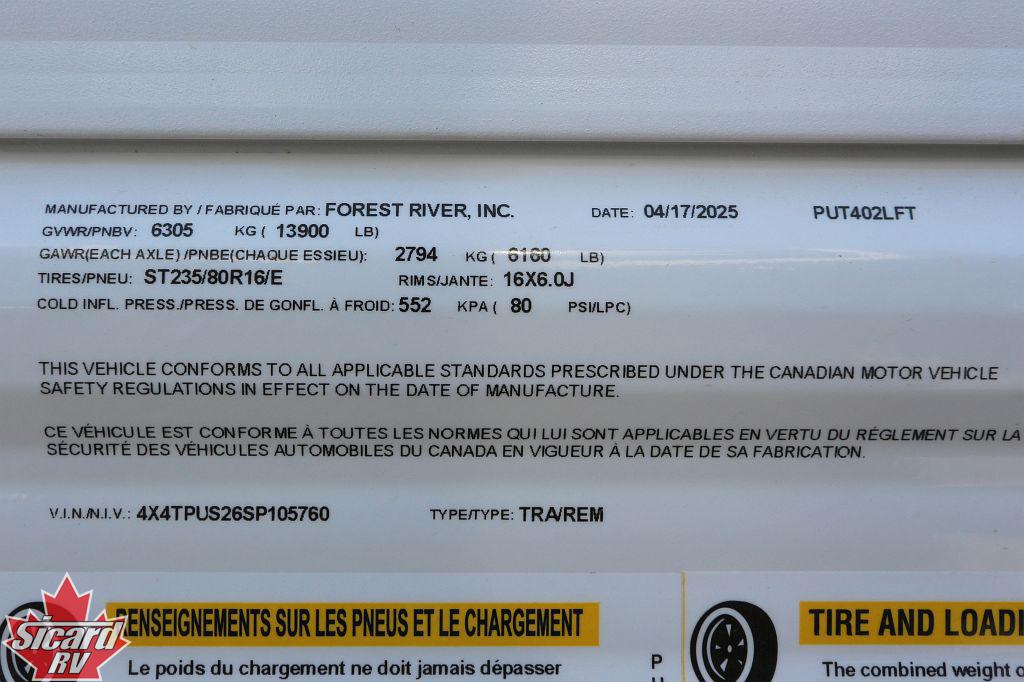 MANUFACTURED BY / FABRIQUÉ PAR: FOREST RIVER, INC. DATE: 04/17/2025 PUT402LFT
GVWR/PNBV: 6305 KG ( 13900 LB)
GAWR(EACH AXLE) /PNBE(CHAQUE ESSIEU): 2794 KG ( 6160 LB)
TIRES/PNEU: ST235/80R16/E RIMS/JANTE: 16X6.0J
COLD INFL. PRESS./PRESS. DE GONFL. À FROID: 552 KPA ( 80 PSI/LPC)
THIS VEHICLE CONFORMS TO ALL APPLICABLE STANDARDS PRESCRIBED UNDER THE CANADIAN MOTOR VEHICLE
SAFETY REGULATIONS IN EFFECT ON THE DATE OF MANUFACTURE.
CE VÉHICULE EST CONFORME À TOUTES LES NORMES QUI LUI SONT APPLICABLES EN VERTU DU RÉGLEMENT SUR LA
SÉCURITÉ DES VÉHICULES AUTOMOBILES DU CANADA EN VIGUEUR À LA DATE DE SA FABRICATION.
V.I.N./N.I.V.: 4X4TPUS26SP105760 TYPE/TYPE: TRA/REM
RENSEIGNEMENTS SUR LES PNEUS ET LE CHARGEMENT
Le poids du chargement ne doit jamais dépasser
P
TIRE AND LOADI
The combined weight o
Sicard
RV